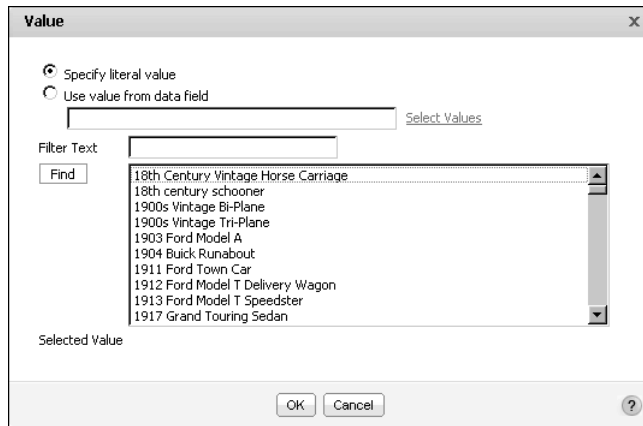 Value x
Specify literal value
Use value from data field
Select Values
Filter Text
Find
18th Century Vintage Horse Carriage
18th century schooner
1900s Vintage Bi-Plane
1900s Vintage Tri-Plane
1903 Ford Model A
1904 Buick Runabout
1911 Ford Town Car
1912 Ford Model T Delivery Wagon
1913 Ford Model T Speedster
1917 Grand Touring Sedan
Selected Value
OK Cancel ?